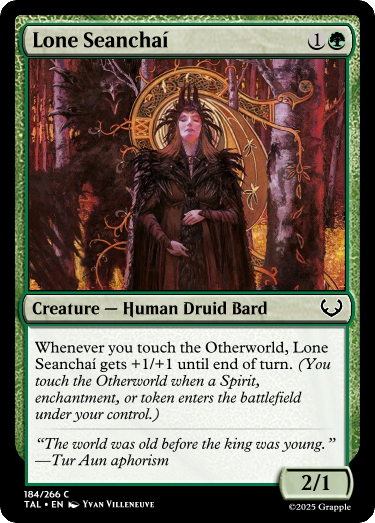 Lone Seanchaí 1
Creature — Human Druid Bard
Whenever you touch the Otherworld, Lone
Seanchaí gets +1/+1 until end of turn. (You
touch the Otherworld when a Spirit,
enchantment, or token enters the battlefield
under your control.)
“The world was old before the king was young.”
—Tur Aun aphorism
2/1
184/266 C
TAL • EN Yvan Villeneuve
©2025 Grapple